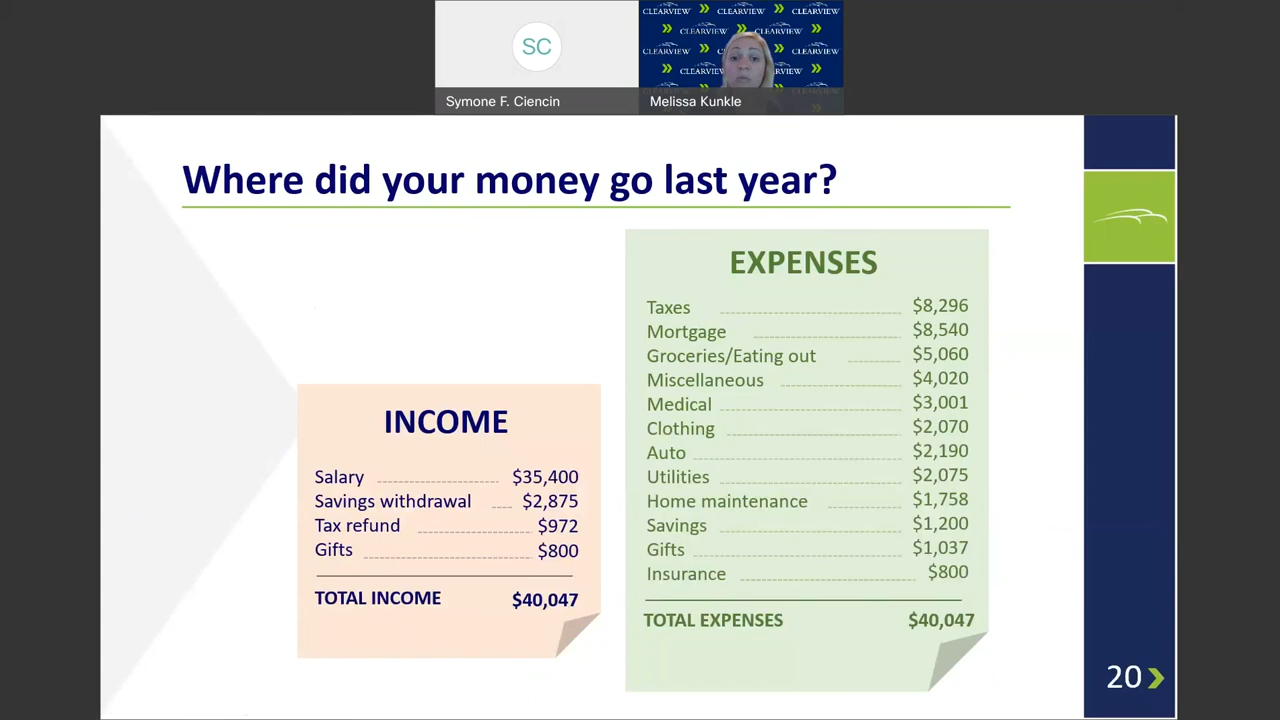 SC
Symone F. Ciencin
CLEARVIEW CLEARVIEW CLEARVIEW
CLEARVIEW CLEARVIEW
CLEARVIEW CLEARVIEW
CLEARVIEW CLEARVIEW
Melissa Kunkle
Where did your money go last year?
INCOME
Salary $35,400
Savings withdrawal $2,875
Tax refund $972
Gifts $800
TOTAL INCOME $40,047
EXPENSES
Taxes $8,296
Mortgage $8,540
Groceries/Eating out $5,060
Miscellaneous $4,020
Medical $3,001
Clothing $2,070
Auto $2,190
Utilities $2,075
Home maintenance $1,758
Savings $1,200
Gifts $1,037
Insurance $800
TOTAL EXPENSES $40,047
20